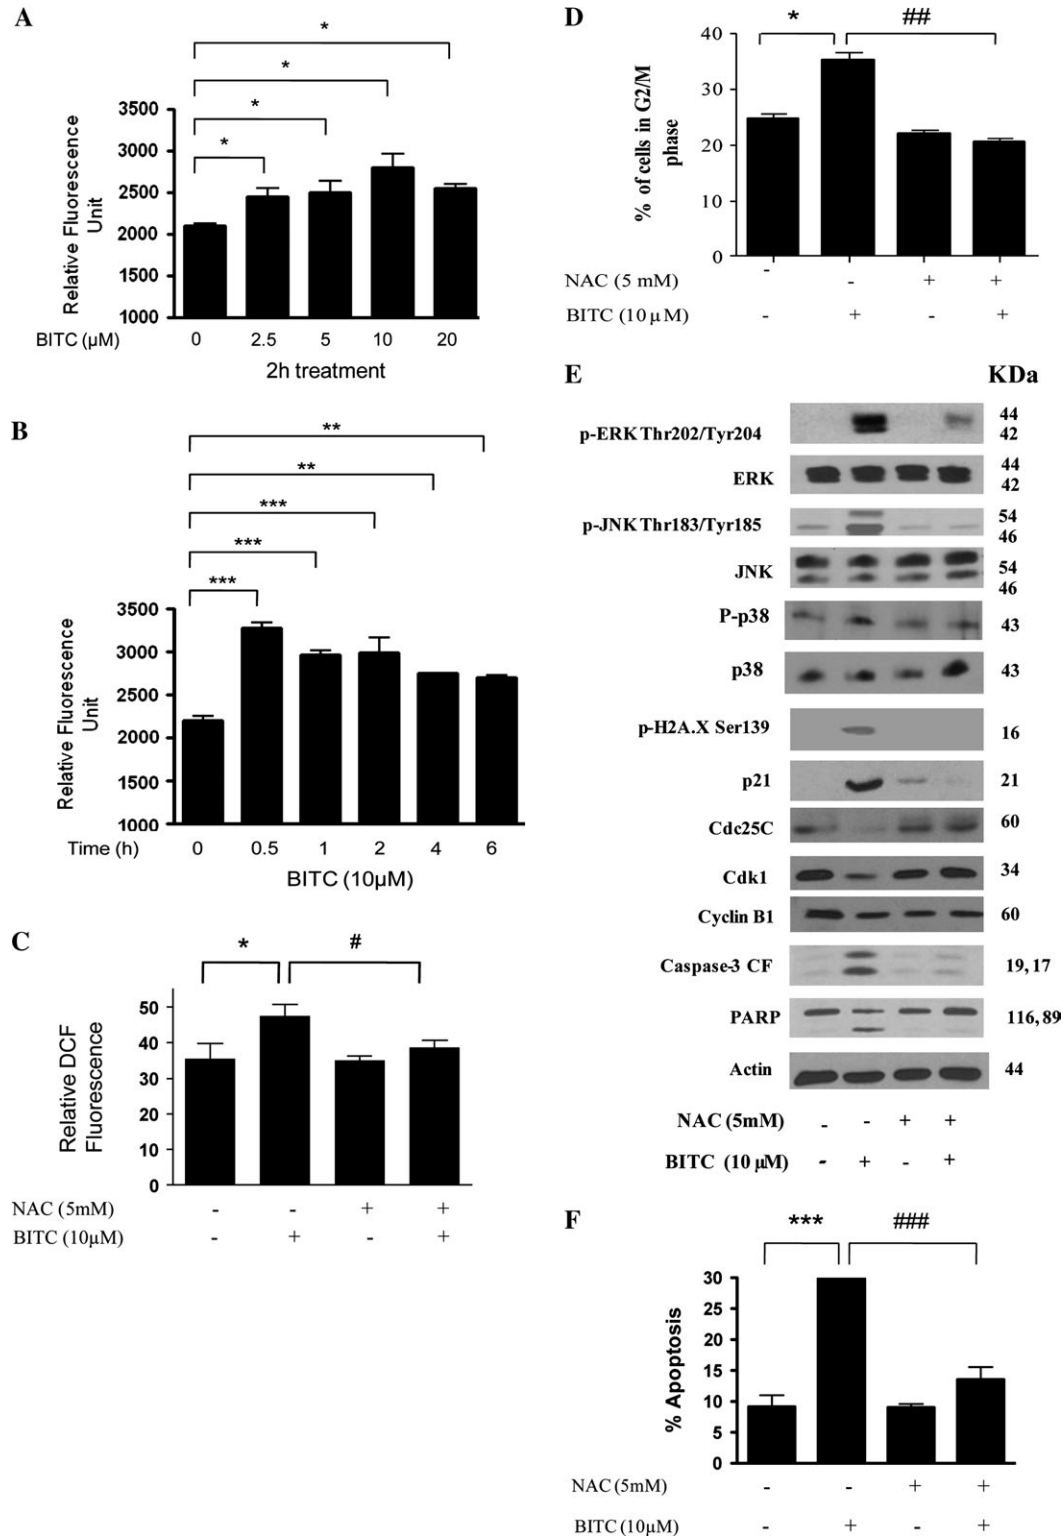 A
*
*
*
*
3500
3000
2500
2000
1500
1000
Relative Fluorescence
Unit
BITC (µM) 0 2.5 5 10 20
2h treatment
B
**
**
***
***
***
3500
3000
2500
2000
1500
1000
Relative Fluorescence
Unit
Time (h) 0 0.5 1 2 4 6
BITC (10µM)
C
* #
50
40
30
20
10
0
Relative DCF
Fluorescence
NAC (5mM) - - + +
BITC (10µM) - + - +
D
* ##
40
30
20
10
0
% of cells in G2/M
phase
NAC (5 mM) - - + +
BITC (10 µ M) - + - +
E KDa
44
p-ERK Thr202/Tyr204 42
ERK 44
42
p-JNK Thr183/Tyr185 54
46
JNK 54
46
P-p38 43
p38 43
p-H2A.X Ser139 16
p21 21
Cdc25C 60
Cdk1 34
Cyclin B1 60
Caspase-3 CF 19, 17
PARP 116, 89
Actin 44
NAC (5mM) - - + +
BITC (10 µM) - + - +
F
*** ###
30
25
20
15
10
5
0
% Apoptosis
NAC (5mM) - - + +
BITC (10µM) - + - +